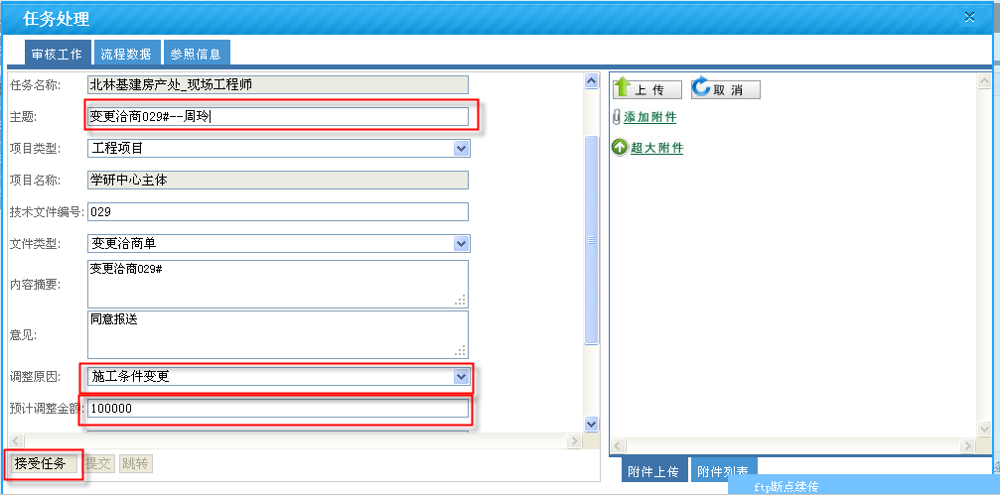 任务处理
审核工作 流程数据 参照信息
任务名称: 北林基建房产处_现场工程师
主题: 变更洽商029#--周玲
项目类型: 工程项目
项目名称: 学研中心主体
技术文件编号: 029
文件类型: 变更洽商单
内容摘要: 变更洽商029#
意见: 同意报送
调整原因: 施工条件变更
预计调整金额: 100000
接受任务 提交 跳转
上传 取消
添加附件
超大附件
附件上传 附件列表
ftp断点续传